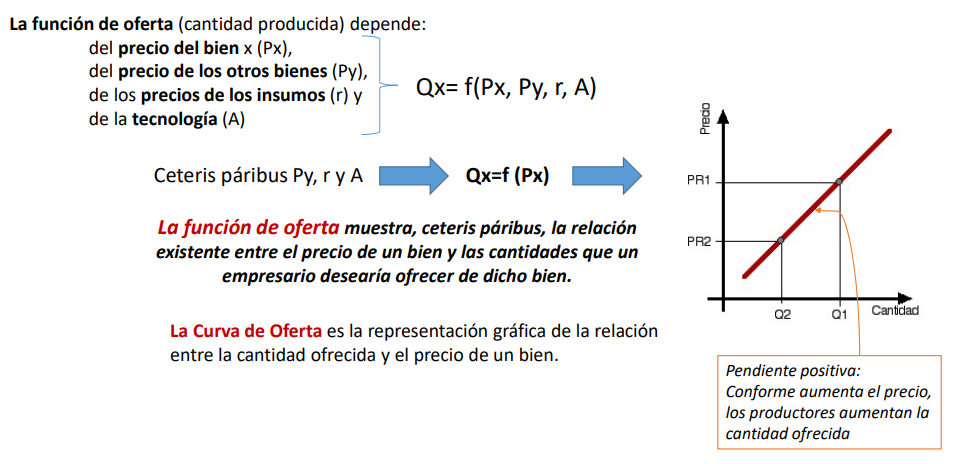 La función de oferta (cantidad producida) depende:
del precio del bien x (Px),
del precio de los otros bienes (Py),
de los precios de los insumos (r) y
de la tecnología (A)
Qx= f(Px, Py, r, A)
Ceteris páribus Py, r y A
Qx=f (Px)
La función de oferta muestra, ceteris páribus, la relación
existente entre el precio de un bien y las cantidades que un
empresario desearía ofrecer de dicho bien.
La Curva de Oferta es la representación gráfica de la relación
entre la cantidad ofrecida y el precio de un bien.
Precio
PR1
PR2
Q2
Q1
Cantidad
Pendiente positiva:
Conforme aumenta el precio,
los productores aumentan la
cantidad ofrecida